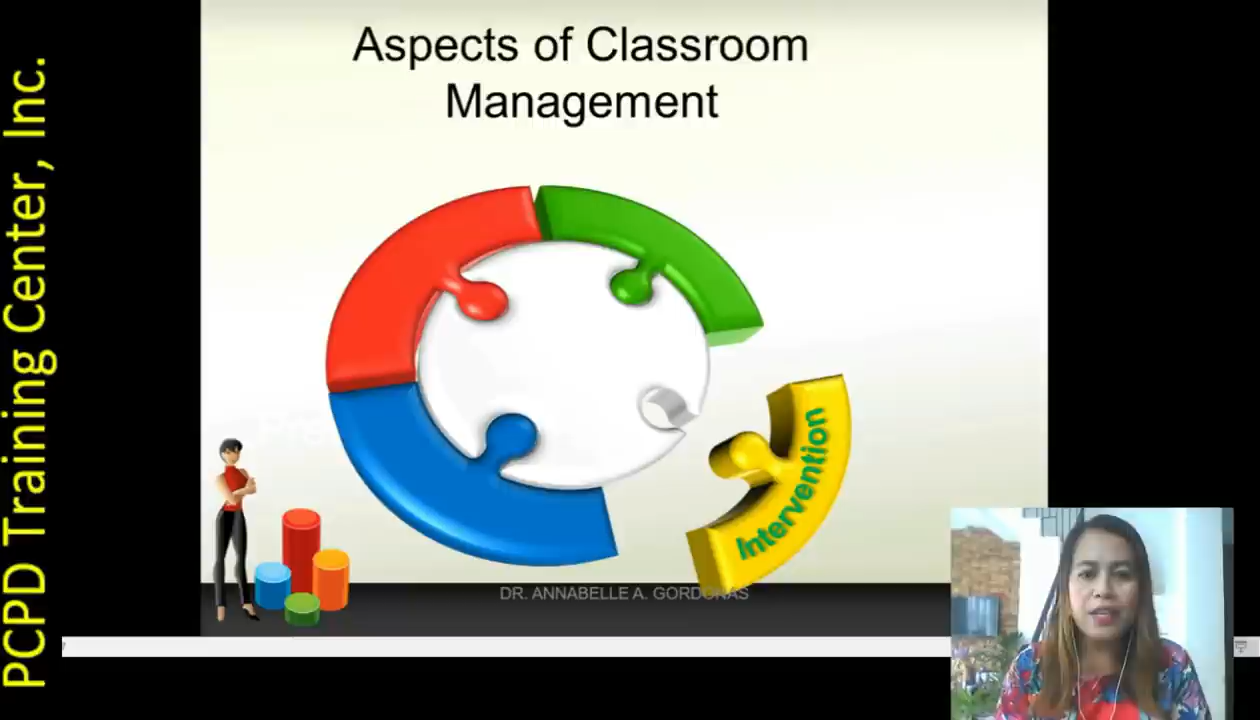 PCPD Training Center, Inc.
Aspects of Classroom
Management
Intervention
DR. ANNABELLE A. GORDONAS